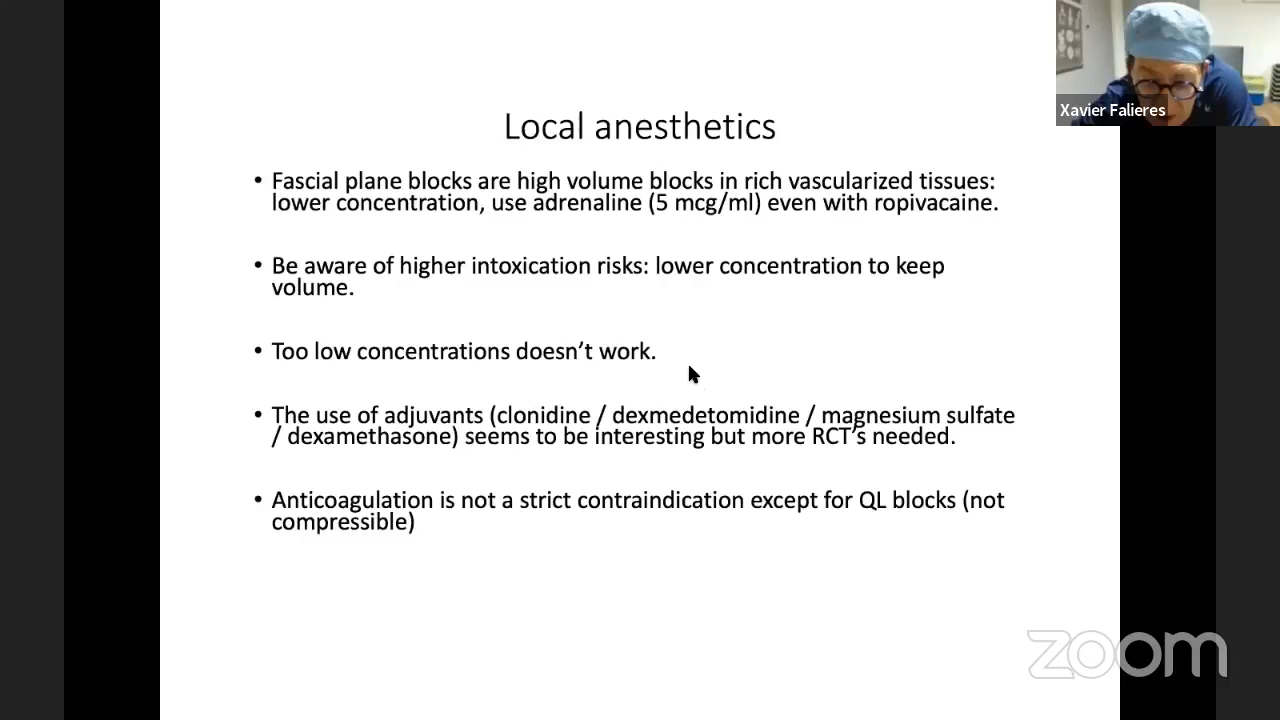 Xavier Falieres
Local anesthetics
• Fascial plane blocks are high volume blocks in rich vascularized tissues:
lower concentration, use adrenaline (5 mcg/ml) even with ropivacaine.
• Be aware of higher intoxication risks: lower concentration to keep
volume.
• Too low concentrations doesn’t work.
• The use of adjuvants (clonidine / dexmedetomidine / magnesium sulfate
/ dexamethasone) seems to be interesting but more RCT’s needed.
• Anticoagulation is not a strict contraindication except for QL blocks (not
compressible)
zoom